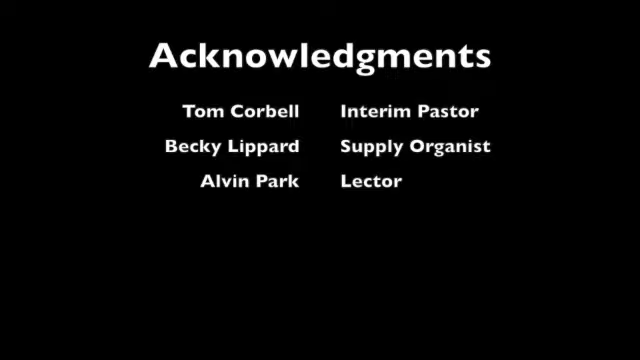 Acknowledgments
Tom Corbell Interim Pastor
Becky Lippard Supply Organist
Alvin Park Lector